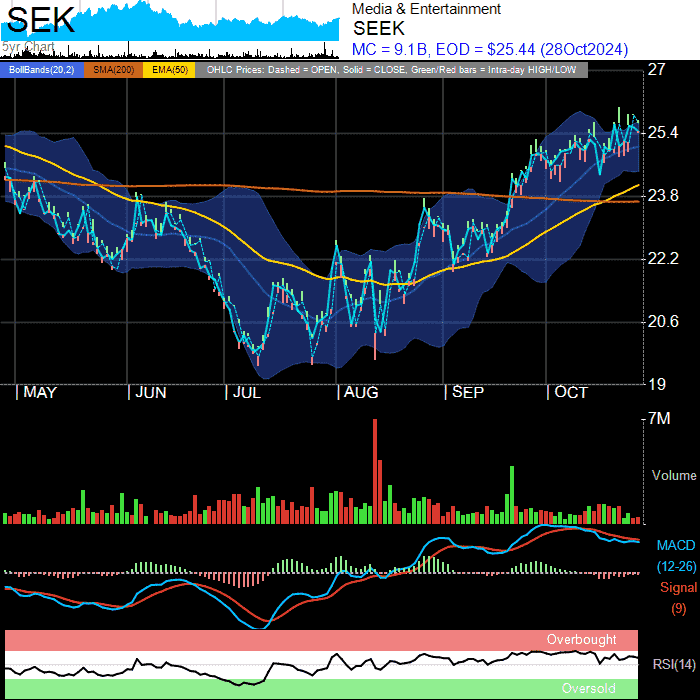 SEK
5yr Chart
Media & Entertainment
SEEK
MC = 9.1B, EOD = $25.44 (28Oct2024)
BollBands(20,2) SMA(200) EMA(50) OHLC Prices: Dashed = OPEN, Solid = CLOSE, Green/Red bars = Intra-day HIGH/LOW
27
25.4
23.8
22.2
20.6
19
| MAY | JUN | JUL | AUG | SEP | OCT
7M
Volume
MACD
(12-26)
Signal
(9)
Overbought
RSI(14)
Oversold